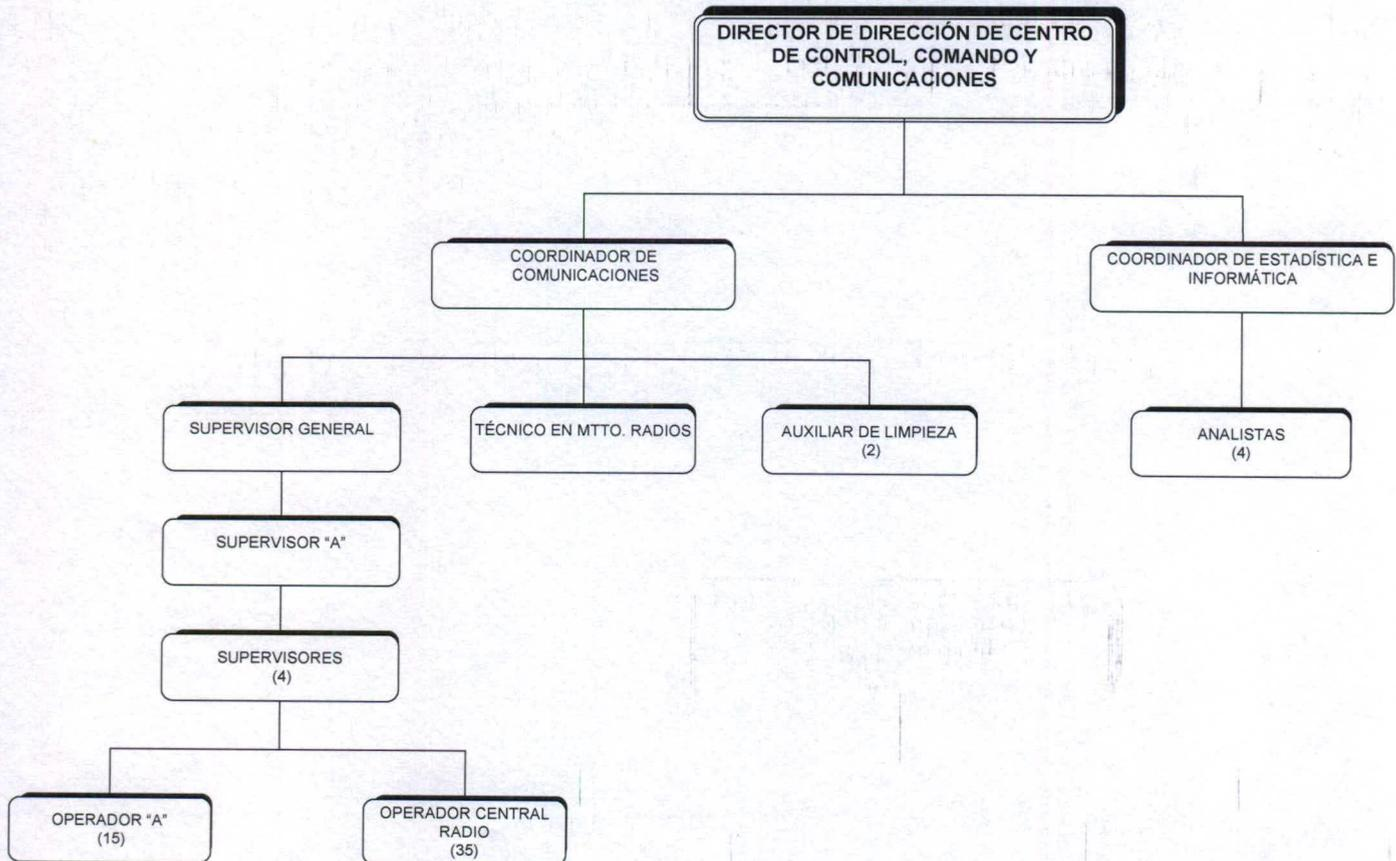 DIRECTOR DE DIRECCIÓN DE CENTRO
DE CONTROL, COMANDO Y
COMUNICACIONES
COORDINADOR DE
COMUNICACIONES
COORDINADOR DE ESTADÍSTICA E
INFORMÁTICA
SUPERVISOR GENERAL
TÉCNICO EN MTTO. RADIOS
AUXILIAR DE LIMPIEZA
(2)
ANALISTAS
(4)
SUPERVISOR “A”
SUPERVISORES
(4)
OPERADOR “A”
(15)
OPERADOR CENTRAL
RADIO
(35)